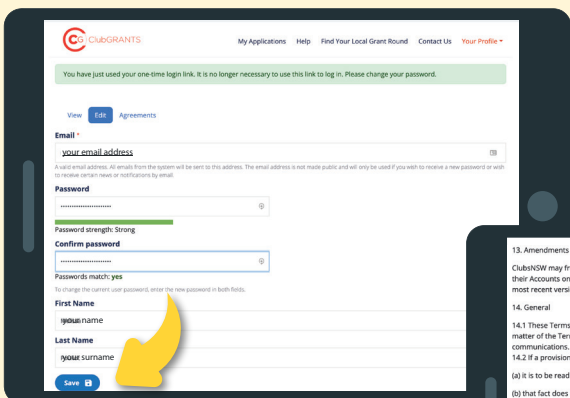 CG ClubGRANTS
My Applications Help Find Your Local Grant Round Contact Us Your Profile
You have just used your one-time login link. It is no longer necessary to use this link to log in. Please change your password.
View Edit Agreements
Email *
your email address
A valid email address. All emails from the system will be sent to this address. The email address is not made public and will only be used if you wish to receive a new password or wish
to receive certain news or notifications by email.
Password
Password strength: Strong
Confirm password
Passwords match: yes
To change the current user password, enter the new password in both fields.
First Name
your name
Last Name
your surname
Save
13. Amendments
ClubsNSW may fr
their Accounts on
most recent versi
14. General
14.1 These Terms
matter of the Ter
communications.
14.2 If a provision
(a) it is to be read
(b) that fact does